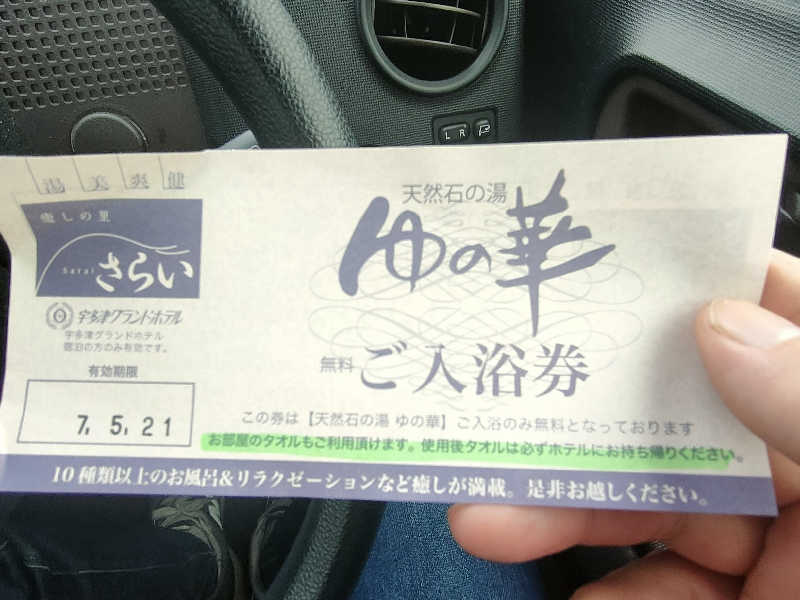 L R
湯 美 爽 健
癒しの里
Sarai さらい
宇多津グランドホテル
宇多津グランドホテル
宿泊の方のみ有効です。
有効期限
7, 5, 21
天然石の湯
ゆの華
無料 ご入浴券
この券は【天然石の湯 ゆの華】ご入浴のみ無料となっております
お部屋のタオルもご利用頂けます。使用後タオルは必ずホテルにお持ち帰りください。
10種類以上のお風呂&リラクゼーションなど癒しが満載。是非お越しください。